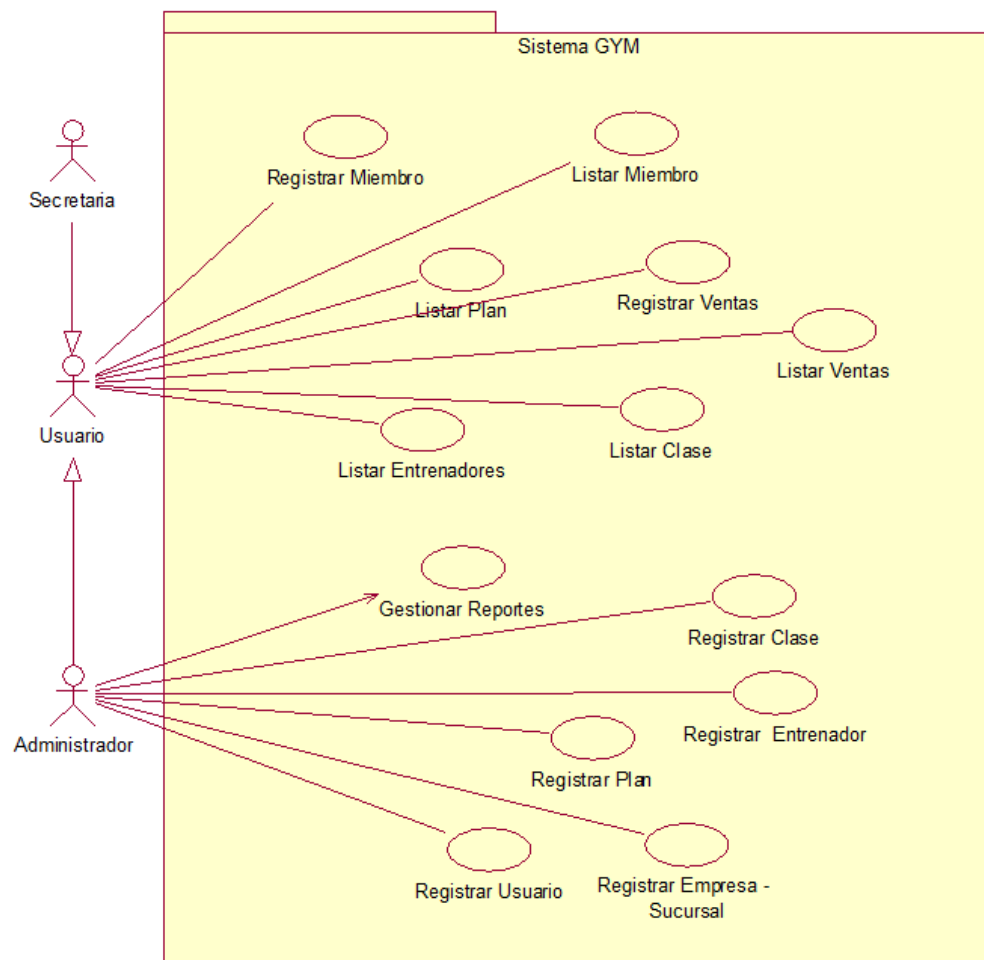 Sistema GYM
Registrar Miembro
Listar Miembro
Secretaria
Listar Plan
Registrar Ventas
Listar Ventas
Usuario
Listar Entrenadores
Listar Clase
Gestionar Reportes
Registrar Clase
Administrador
Registrar Entrenador
Registrar Plan
Registrar Usuario
Registrar Empresa -
Sucursal